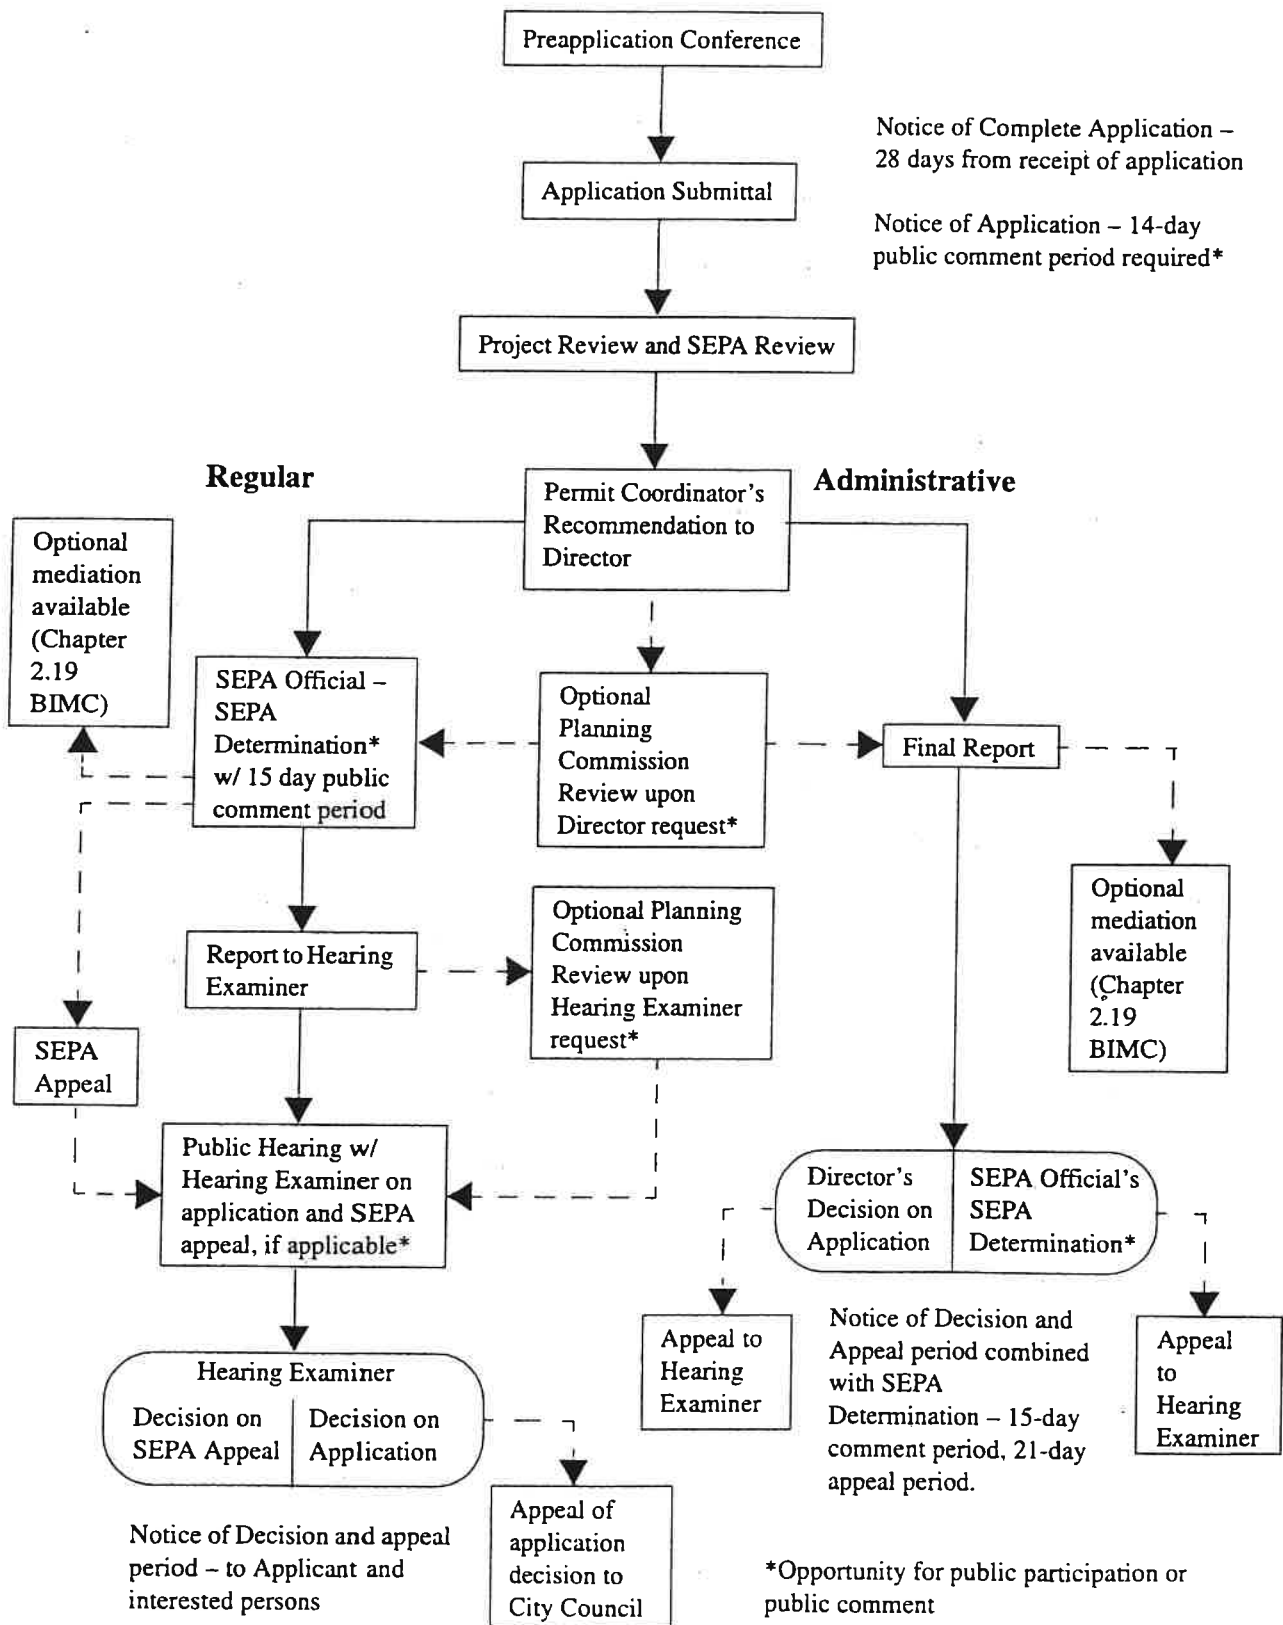 Preapplication Conference
Notice of Complete Application –
28 days from receipt of application
Application Submittal
Notice of Application – 14-day
public comment period required*
Project Review and SEPA Review
Regular
Administrative
Permit Coordinator's
Recommendation to
Director
Optional
mediation
available
(Chapter
2.19
BIMC)
SEPA Official –
SEPA
Determination*
w/ 15 day public
comment period
Optional
Planning
Commission
Review upon
Director request*
Final Report
Optional
mediation
available
(Chapter
2.19
BIMC)
Report to Hearing
Examiner
Optional Planning
Commission
Review upon
Hearing Examiner
request*
SEPA
Appeal
Public Hearing w/
Hearing Examiner on
application and SEPA
appeal, if applicable*
Director's
Decision on
Application
SEPA Official's
SEPA
Determination*
Appeal to
Hearing
Examiner
Notice of Decision and
Appeal period combined
with SEPA
Determination – 15-day
comment period, 21-day
appeal period.
Appeal
to
Hearing
Examiner
Hearing Examiner
Decision on
SEPA Appeal
Decision on
Application
Notice of Decision and appeal
period – to Applicant and
interested persons
Appeal of
application
decision to
City Council
*Opportunity for public participation or
public comment